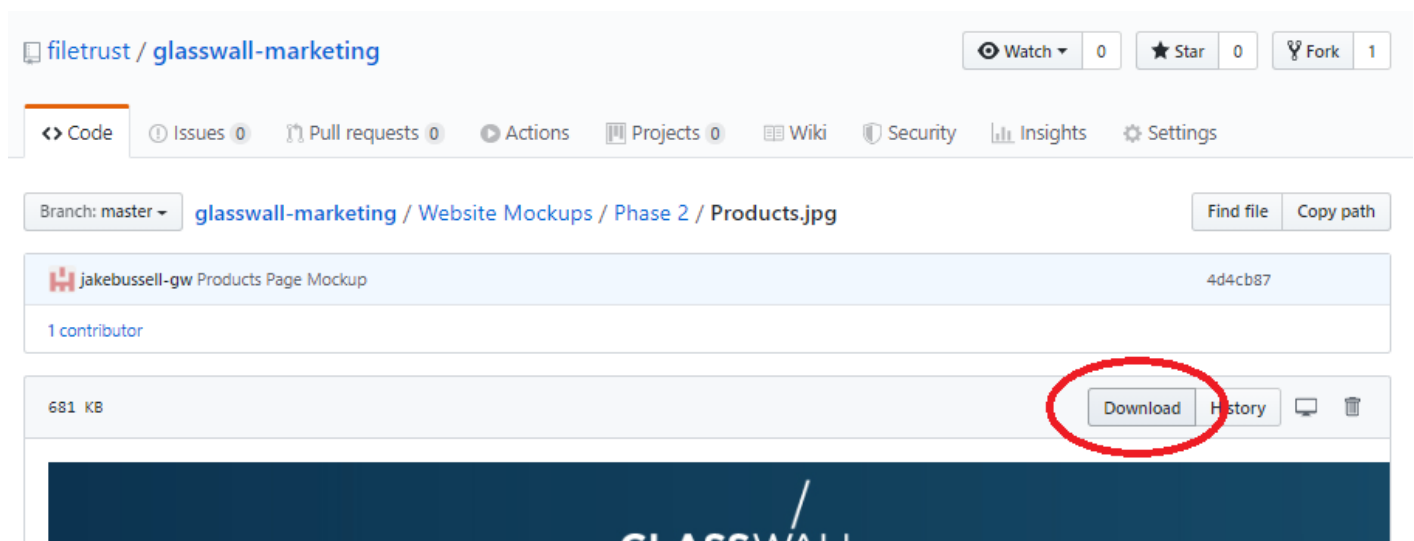 filetrust / glasswall-marketing
Watch 0 Star 0 Fork 1
Code Issues 0 Pull requests 0 Actions Projects 0 Wiki Security Insights Settings
Branch: master glasswall-marketing / Website Mockups / Phase 2 / Products.jpg Find file Copy path
jakebussell-gw Products Page Mockup 4d4cb87
1 contributor
681 KB Download History
GLASSWALL